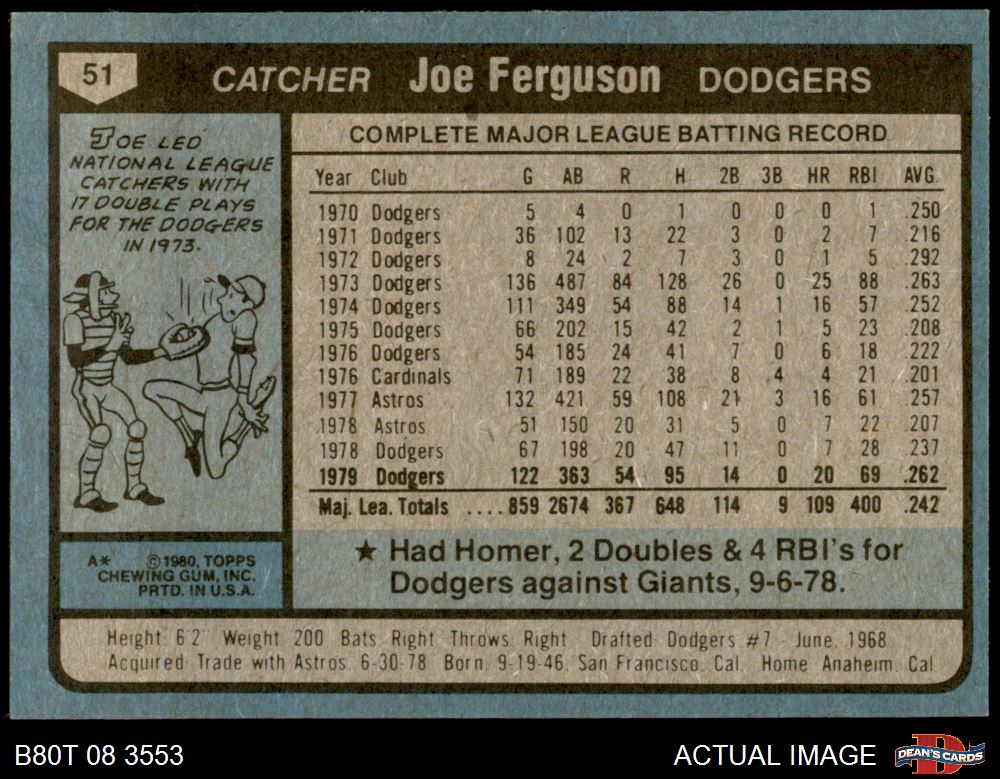 51
CATCHER Joe Ferguson DODGERS
JOE LED
NATIONAL LEAGUE
CATCHERS WITH
17 DOUBLE PLAYS
FOR THE DODGERS
IN 1973.
COMPLETE MAJOR LEAGUE BATTING RECORD
Year Club G AB R H 2B 3B HR RBI AVG.
1970 Dodgers 5 4 0 1 0 0 0 1 .250
1971 Dodgers 36 102 13 22 3 0 2 7 .216
1972 Dodgers 8 24 2 7 3 0 1 5 .292
1973 Dodgers 136 487 84 128 26 0 25 88 .263
1974 Dodgers 111 349 54 88 14 1 16 57 .252
1975 Dodgers 66 202 15 42 2 1 5 23 .208
1976 Dodgers 54 185 24 41 7 0 6 18 .222
1976 Cardinals 71 189 22 38 8 4 4 21 .201
1977 Astros 132 421 59 108 21 3 16 61 .257
1978 Astros 51 150 20 31 5 0 7 22 .207
1978 Dodgers 67 198 20 47 11 0 7 28 .237
1979 Dodgers 122 363 54 95 14 0 20 69 .262
Maj. Lea. Totals ....859 2674 367 648 114 9 109 400 .242
★ Had Homer, 2 Doubles & 4 RBI's for
Dodgers against Giants, 9-6-78.
A* ©1980, TOPPS
CHEWING GUM, INC.
PRTD. IN U.S.A.
Height 6'2" Weight 200 Bats Right Throws Right Drafted Dodgers #7 - June, 1968
Acquired Trade with Astros, 6-30-78 Born 9-19-46, San Francisco, Cal. Home Anaheim, Cal.
B80T 08 3553
ACTUAL IMAGE
D
DEAN'S CARDS